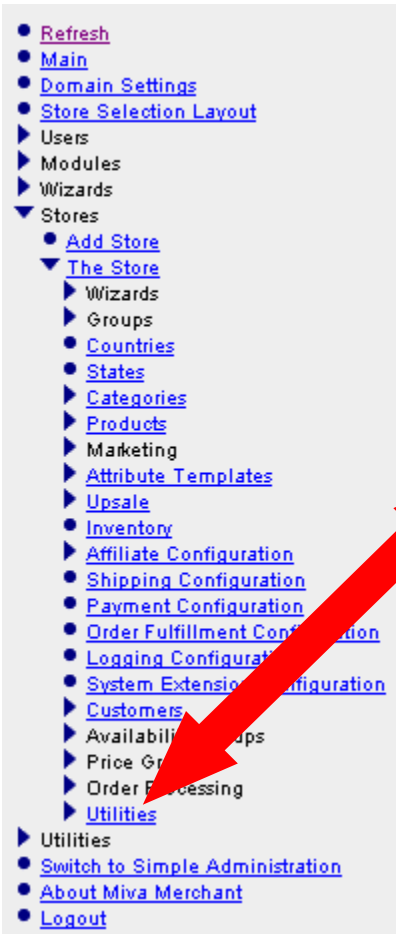 Refresh
Main
Domain Settings
Store Selection Layout
Users
Modules
Wizards
Stores
Add Store
The Store
Wizards
Groups
Countries
States
Categories
Products
Marketing
Attribute Templates
Upsale
Inventory
Affiliate Configuration
Shipping Configuration
Payment Configuration
Order Fulfillment
Logging
System
Customers
Price
Order
Utilities
Utilities
Switch to Simple Administration
About Miva Merchant
Logout